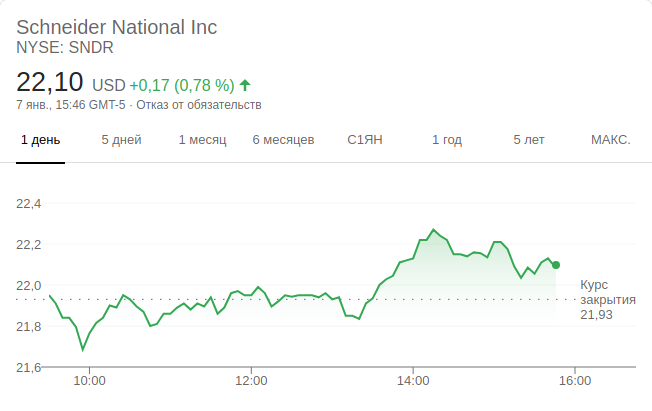 Schneider National Inc
NYSE: SNDR
22,10 USD +0,17 (0,78 %)
7 янв., 15:46 GMT-5 · Отказ от обязательств
1 день 5 дней 1 месяц 6 месяцев С1ЯН 1 год 5 лет МАКС.
22,4
22,2
22,0
21,8
21,6
Курс
закрытия
21,93
10:00 12:00 14:00 16:00